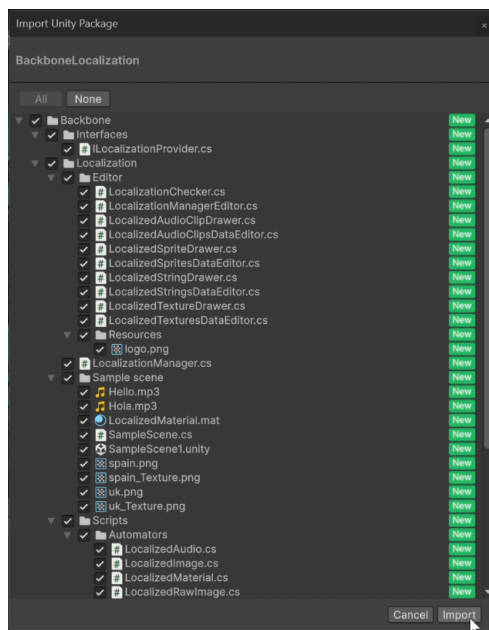 Import Unity Package
BackboneLocalization
All None
Backbone New
Interfaces New
ILocalizationProvider.cs New
Localization New
Editor New
LocalizationChecker.cs New
LocalizationManagerEditor.cs New
LocalizedAudioClipDrawer.cs New
LocalizedAudioClipsDataEditor.cs New
LocalizedSpriteDrawer.cs New
LocalizedSpritesDataEditor.cs New
LocalizedStringDrawer.cs New
LocalizedStringsDataEditor.cs New
LocalizedTextureDrawer.cs New
LocalizedTexturesDataEditor.cs New
Resources New
logo.png New
LocalizationManager.cs New
Sample scene New
Hello.mp3 New
Hola.mp3 New
LocalizedMaterial.mat New
SampleScene.cs New
SampleScene1.unity New
spain.png New
spain_Texture.png New
uk.png New
uk_Texture.png New
Scripts New
Automators New
LocalizedAudio.cs New
LocalizedImage.cs New
LocalizedMaterial.cs New
LocalizedRawImage.cs New
Cancel Import